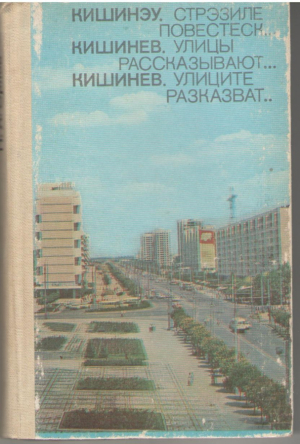 КИШИНЭУ. СТРЭЗИЛЕ
ПОВЕСТЕСК...
КИШИНЕВ. УЛИЦЫ
РАССКАЗЫВАЮТ...
КИШИНЕВ. УЛИЦИТЕ
РАЗКАЗВАТ..